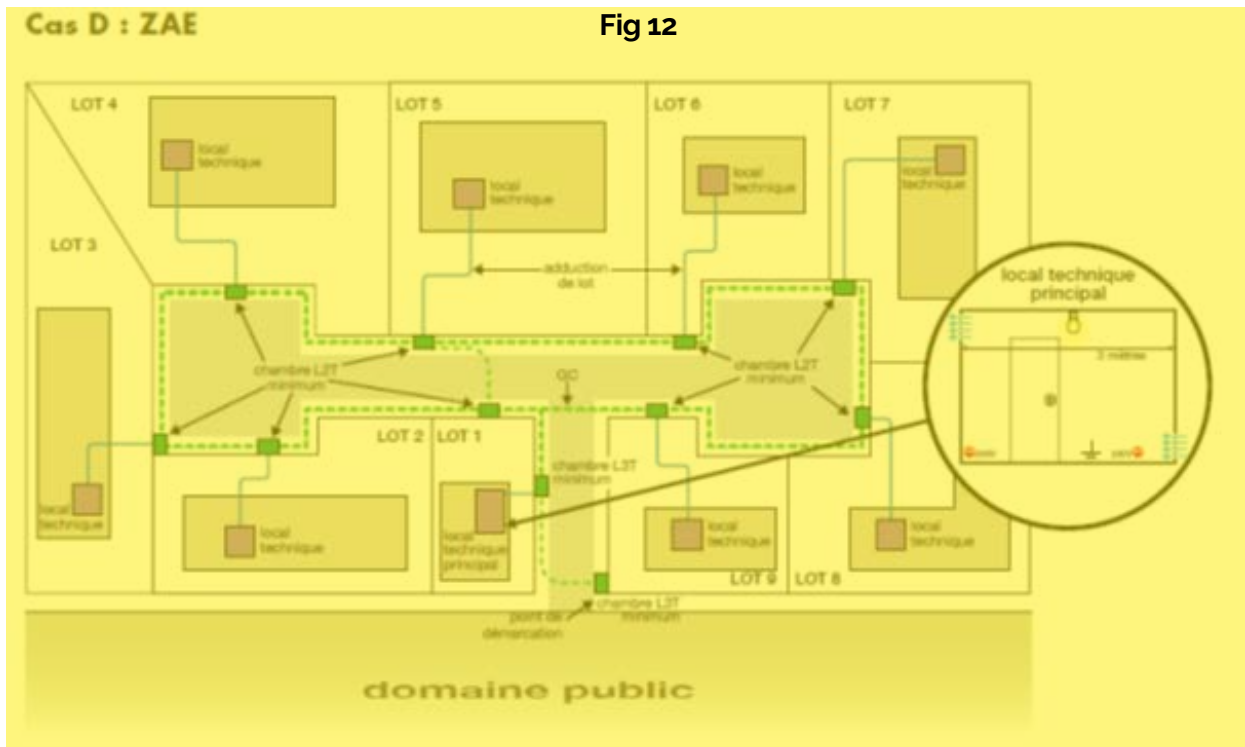 Cas D : ZAE
Fig 12
LOT 4
LOT 5
LOT 6
LOT 7
local
technique
local
technique
local
technique
local
technique
LOT 3
adduction
de lot
local technique
principal
3 mètres
chambre L2T
minimum
GC
chambre L2T
minimum
LOT 2
LOT 1
chambre L3T
minimum
local
technique
local
technique
local
technique
principal
local
technique
local
technique
LOT 9
LOT 8
chambre L3T
minimum
point de
démarcation
domaine public